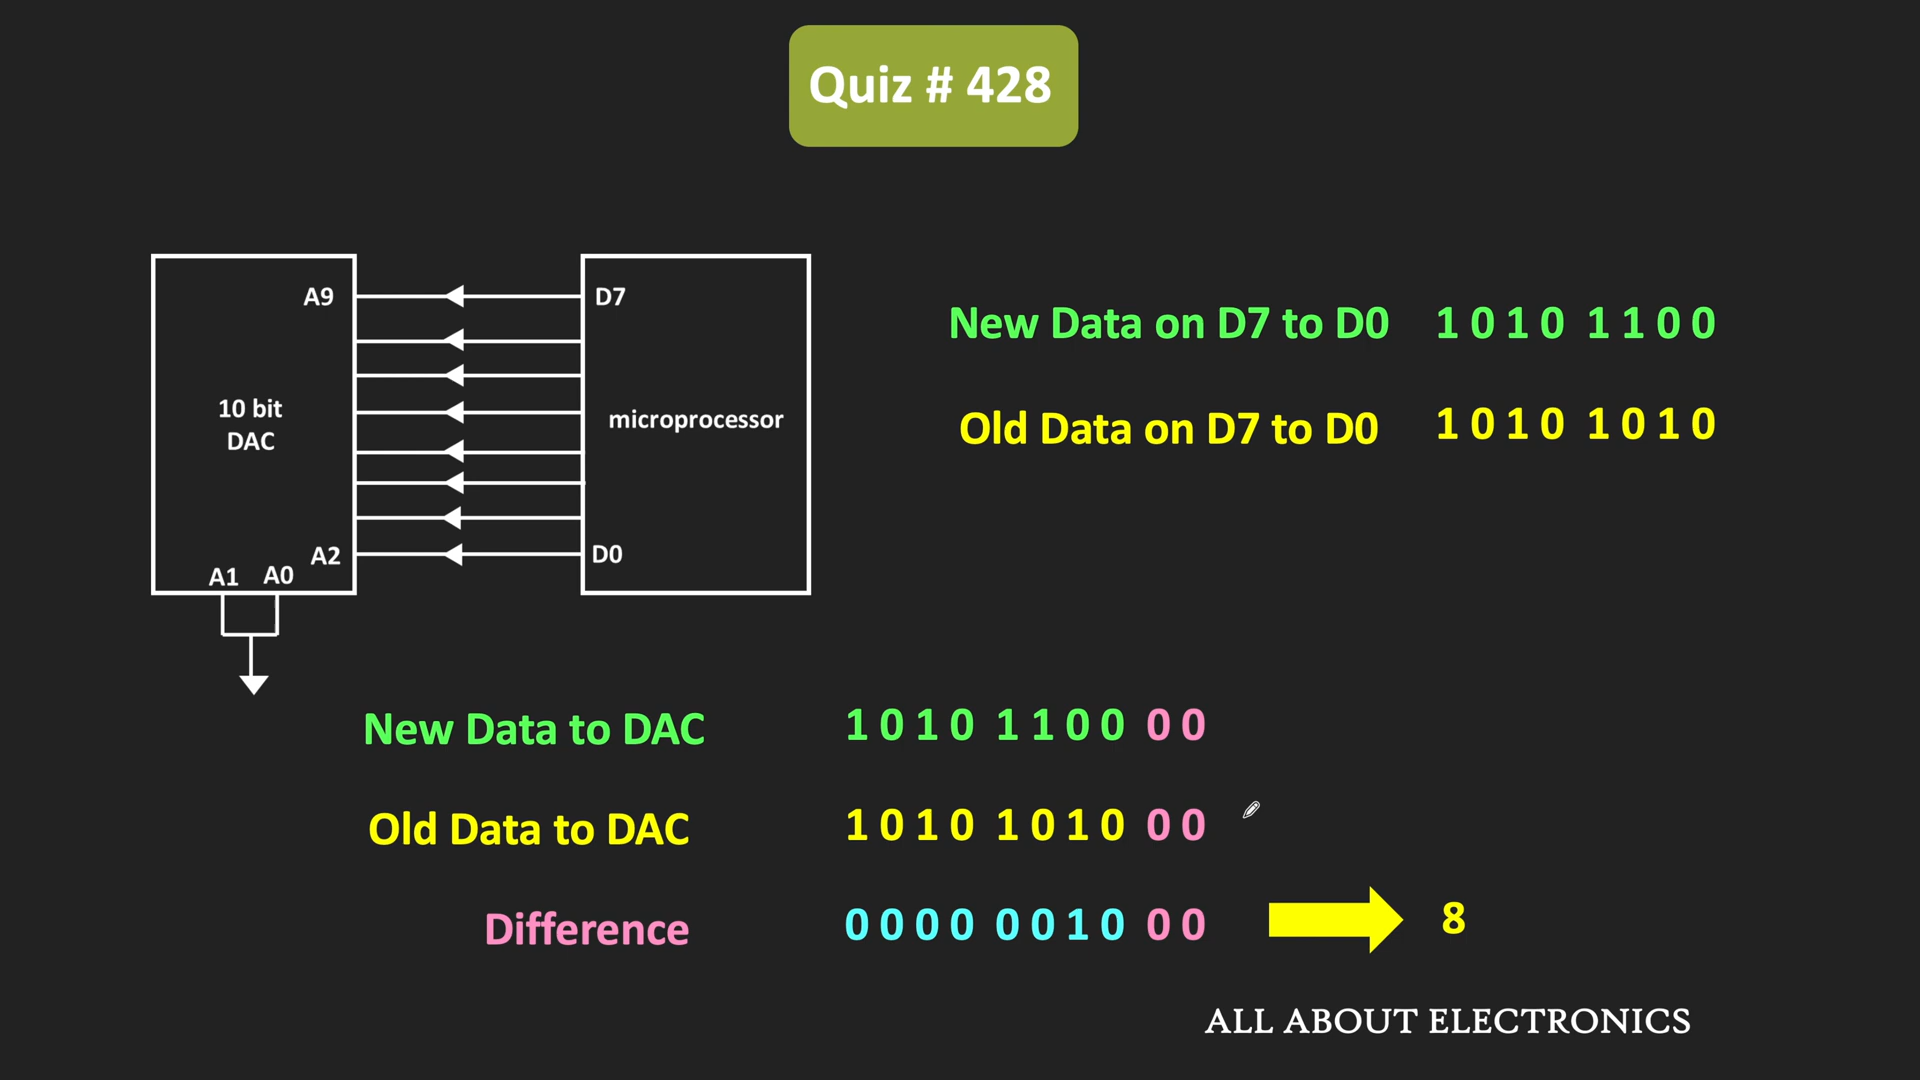 Quiz # 428
A9
D7
10 bit
DAC
microprocessor
A2
D0
A1 A0
New Data on D7 to D0 1 0 1 0 1 1 0 0
Old Data on D7 to D0 1 0 1 0 1 0 1 0
New Data to DAC 1 0 1 0 1 1 0 0 0 0
Old Data to DAC 1 0 1 0 1 0 1 0 0 0
Difference 0 0 0 0 0 0 1 0 0 0 8
ALL ABOUT ELECTRONICS